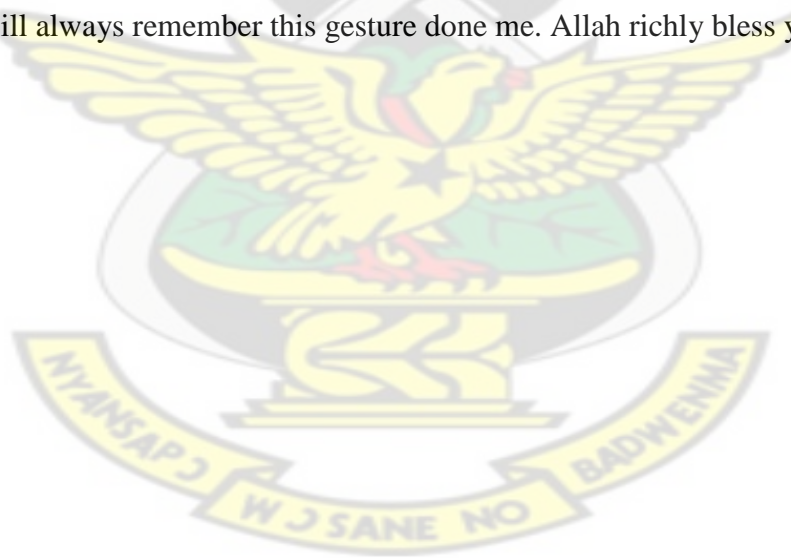 ill always remember this gesture done me. Allah richly bless y
NYANSAPƆ WƆSANE NO BADWENMA